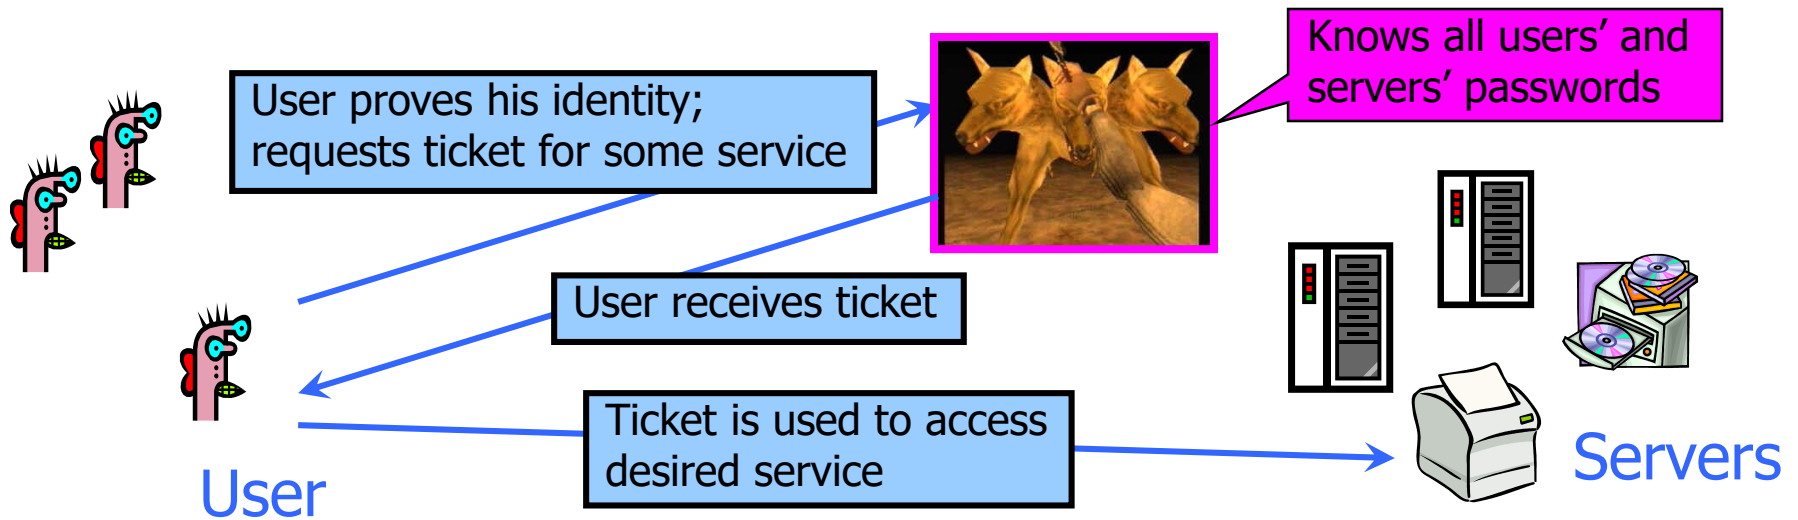 Knows all users’ and
servers’ passwords
User proves his identity;
requests ticket for some service
User receives ticket
Ticket is used to access
desired service
User
Servers